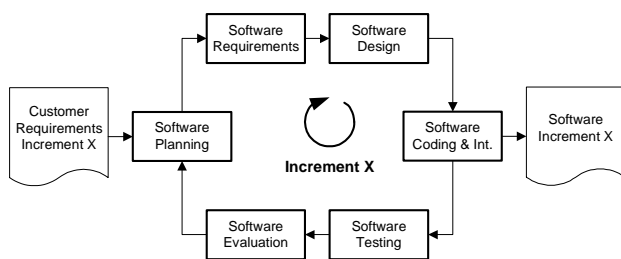 Software
Requirements
Software
Design
Customer
Requirements
Increment X
Software
Planning
Increment X
Software
Coding & Int.
Software
Increment X
Software
Evaluation
Software
Testing